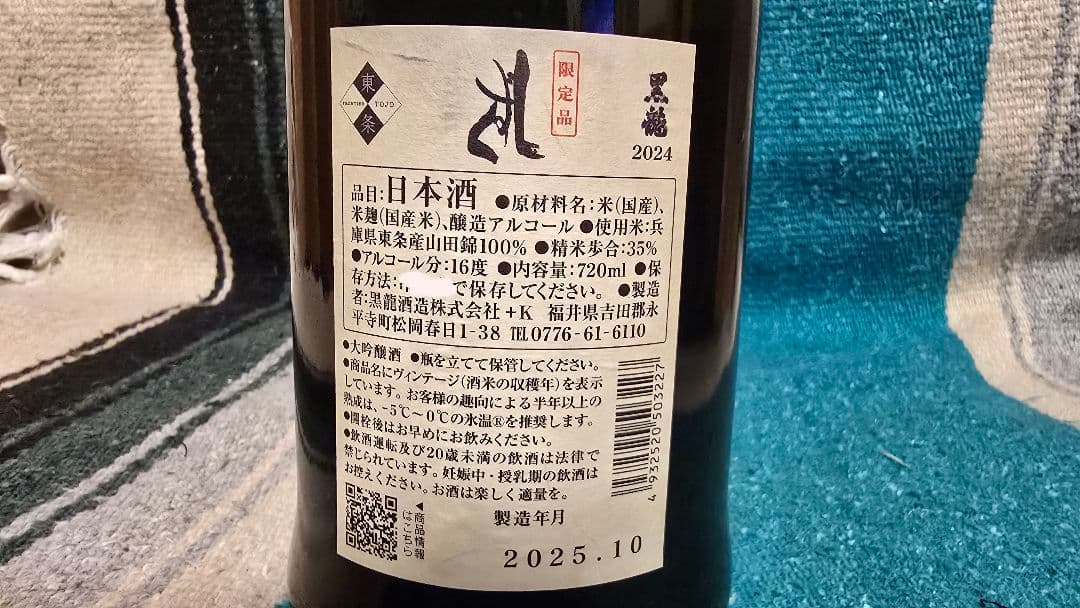 黒龍
2024
限定品
東
FACETTED TOJO
条
品目:日本酒 ●原材料名:米(国産)、
米麹(国産米)、醸造アルコール ●使用米:兵
庫県東条産山田錦100% ●精米歩合:35%
●アルコール分:16度 ●内容量:720ml ●保
存方法: で保存してください。 ●製造
者:黒龍酒造株式会社+K 福井県吉田郡永
平寺町松岡春日1-38 TEL0776-61-6110
●大吟醸酒 ●瓶を立てて保管してください。
●商品名にヴィンテージ(酒米の収穫年)を表示
しています。お客様の趣向による半年以上の
熟成は、-5℃〜0℃の氷温®を推奨します。
●開栓後はお早めにお飲みください。
●飲酒運転及び20歳未満の飲酒は法律で
禁じられています。妊娠中・授乳期の飲酒は
お控えください。お酒は楽しく適量を。
4932520503227
◀商品情報
はこちら
製造年月
2025.10